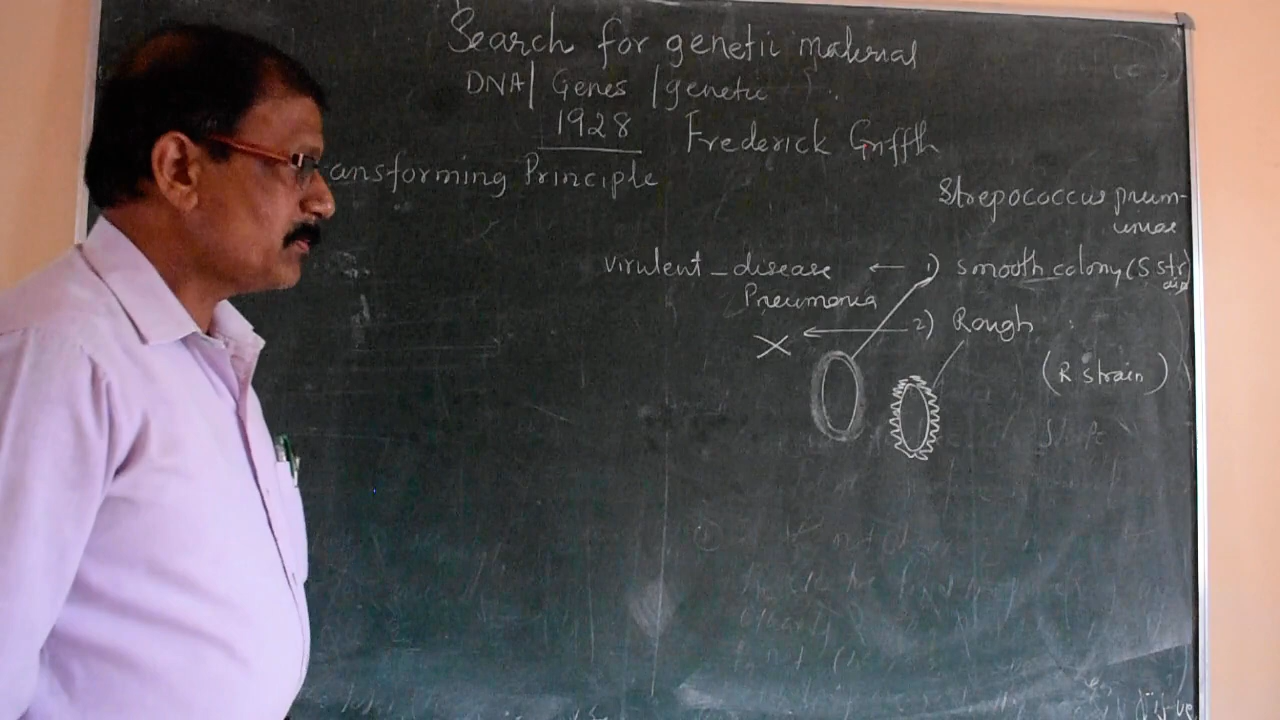 Search for genetic material
DNA/ Genes /genetic
1928 Frederick Griffth
ansforming Principle
Strepococcus pneum-
uniae
virulent - disease ← 1) Smooth colony (S str
Pneumonia
X ← 2) Rough :
(R strain)